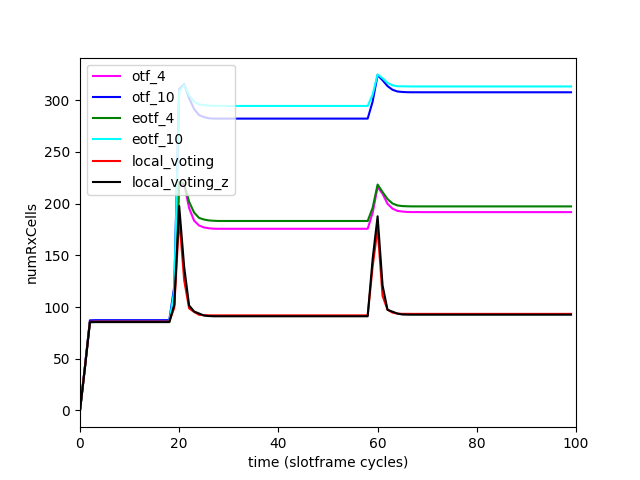 otf_4
otf_10
eotf_4
eotf_10
local_voting
local_voting_z
300
250
200
150
100
50
0
numRxCells
0 20 40 60 80 100
time (slotframe cycles)